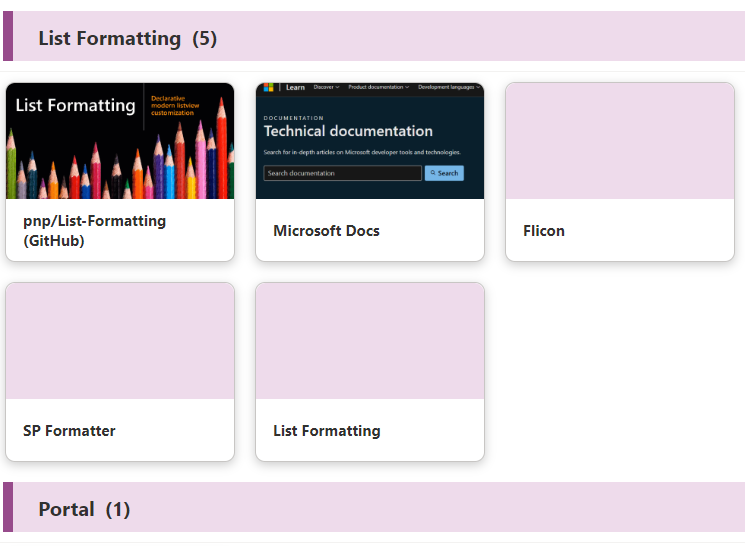 List Formatting (5)
List Formatting
Declarative
modern listview
customization
Learn Discover Product documentation Development languages
DOCUMENTATION
Technical documentation
Search for in-depth articles on Microsoft developer tools and technologies.
Search documentation
Search
pnp/List-Formatting
(GitHub)
Microsoft Docs
Flicon
SP Formatter
List Formatting
Portal (1)